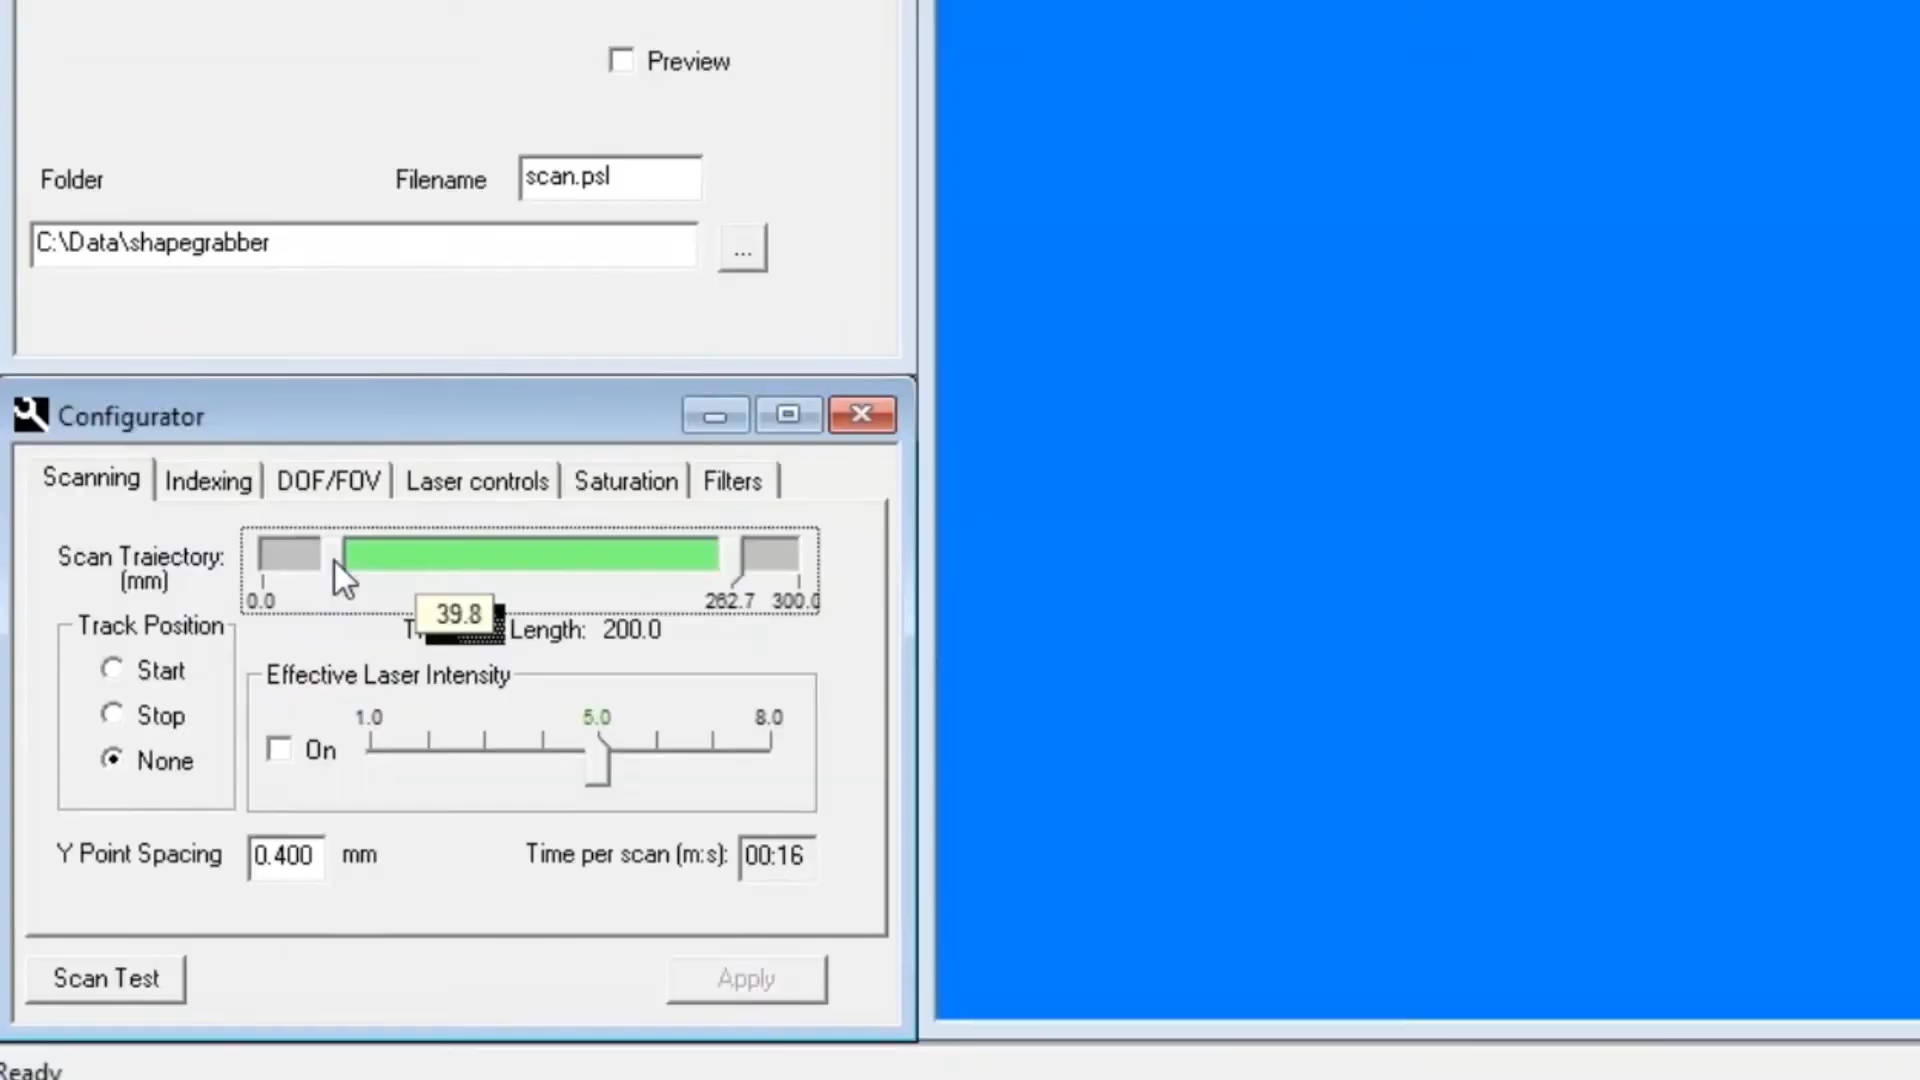 Preview
Folder Filename scan.psl
C:\Data\shapegrabber ...
Configurator
Scanning Indexing DOF/FOV Laser controls Saturation Filters
Scan Trajectory:
(mm)
0.0 262.7 300.0
39.8
Length: 200.0
Track Position
Start
Stop
None
Effective Laser Intensity
1.0 5.0 8.0
On
Y Point Spacing 0.400 mm Time per scan (m:s): 00:16
Scan Test Apply
Ready